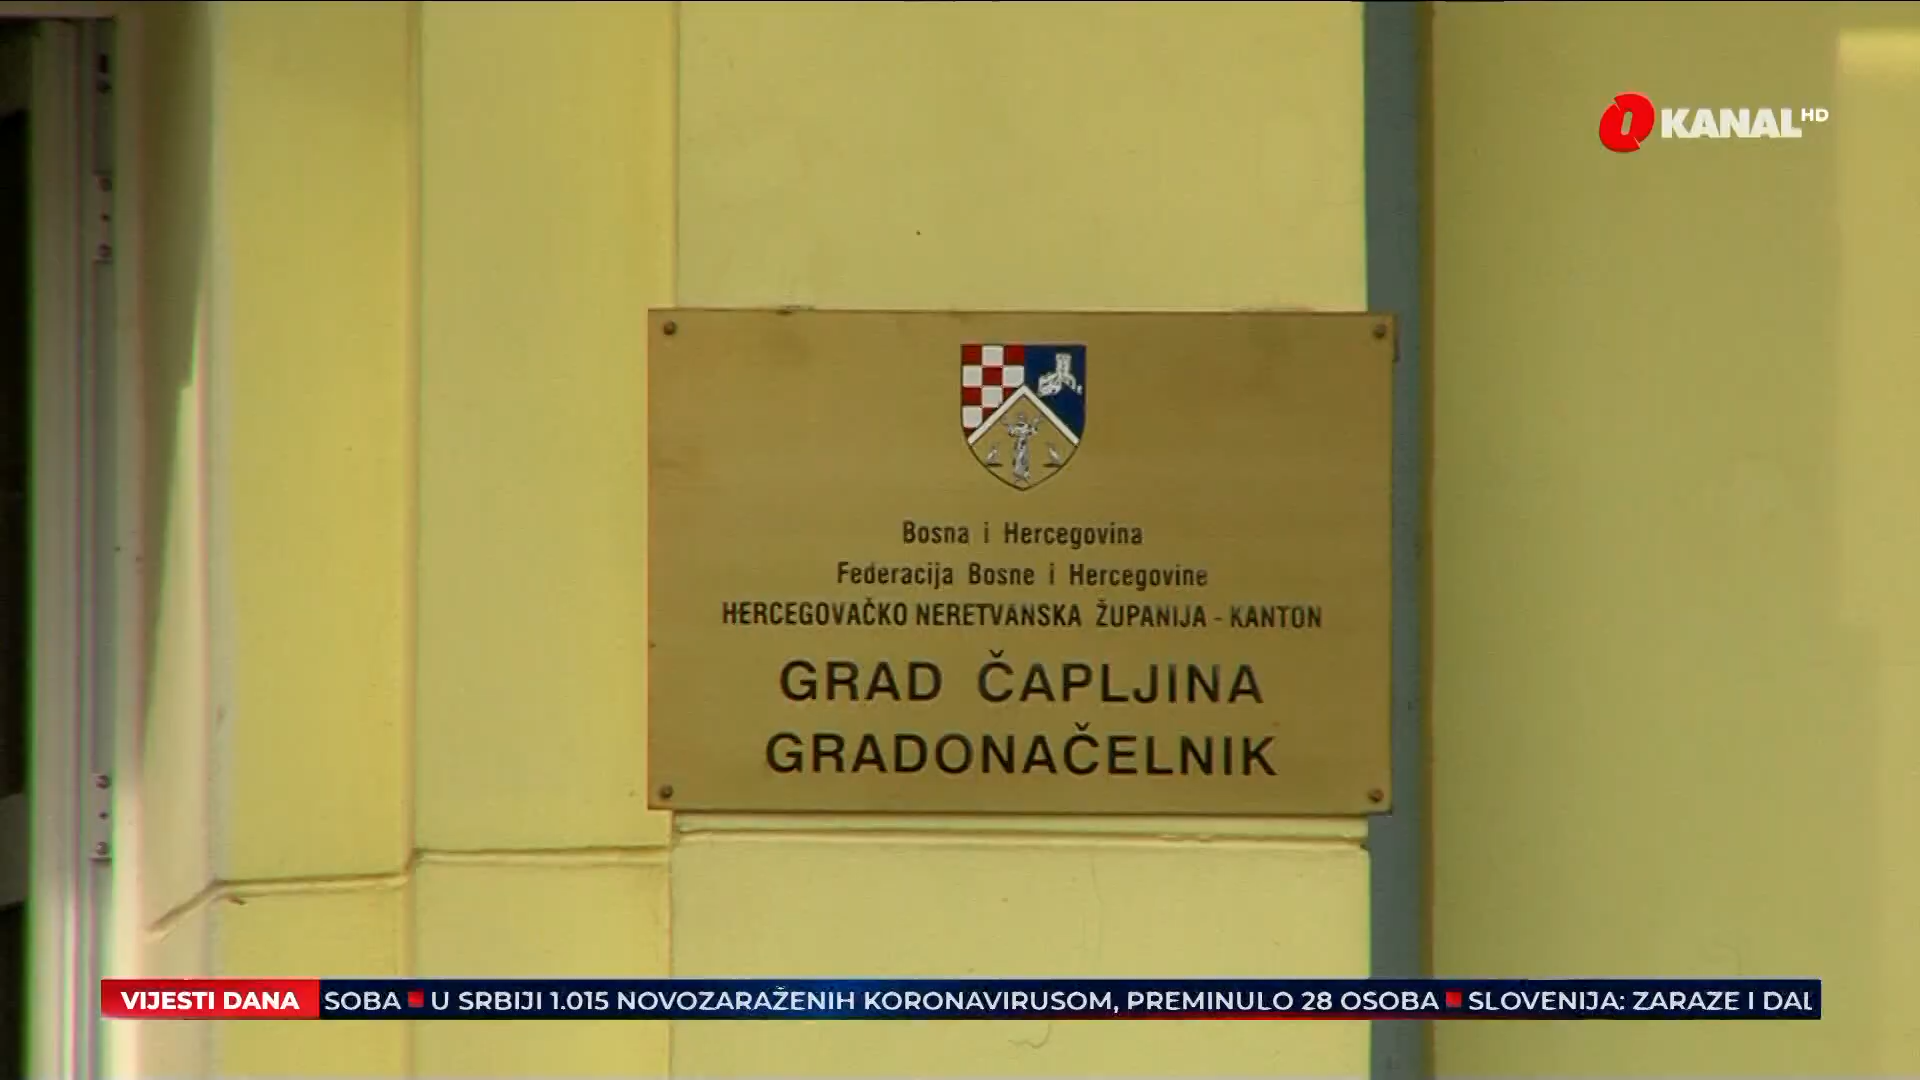 O KANAL HD
Bosna i Hercegovina
Federacija Bosne i Hercegovine
HERCEGOVAČKO NERETVANSKA ŽUPANIJA - KANTON
GRAD ČAPLJINA
GRADONAČELNIK
VIJESTI DANA SOBA ▪ U SRBIJI 1.015 NOVOZARAŽENIH KORONAVIRUSOM, PREMINULO 28 OSOBA ▪ SLOVENIJA: ZARAZE I DAL